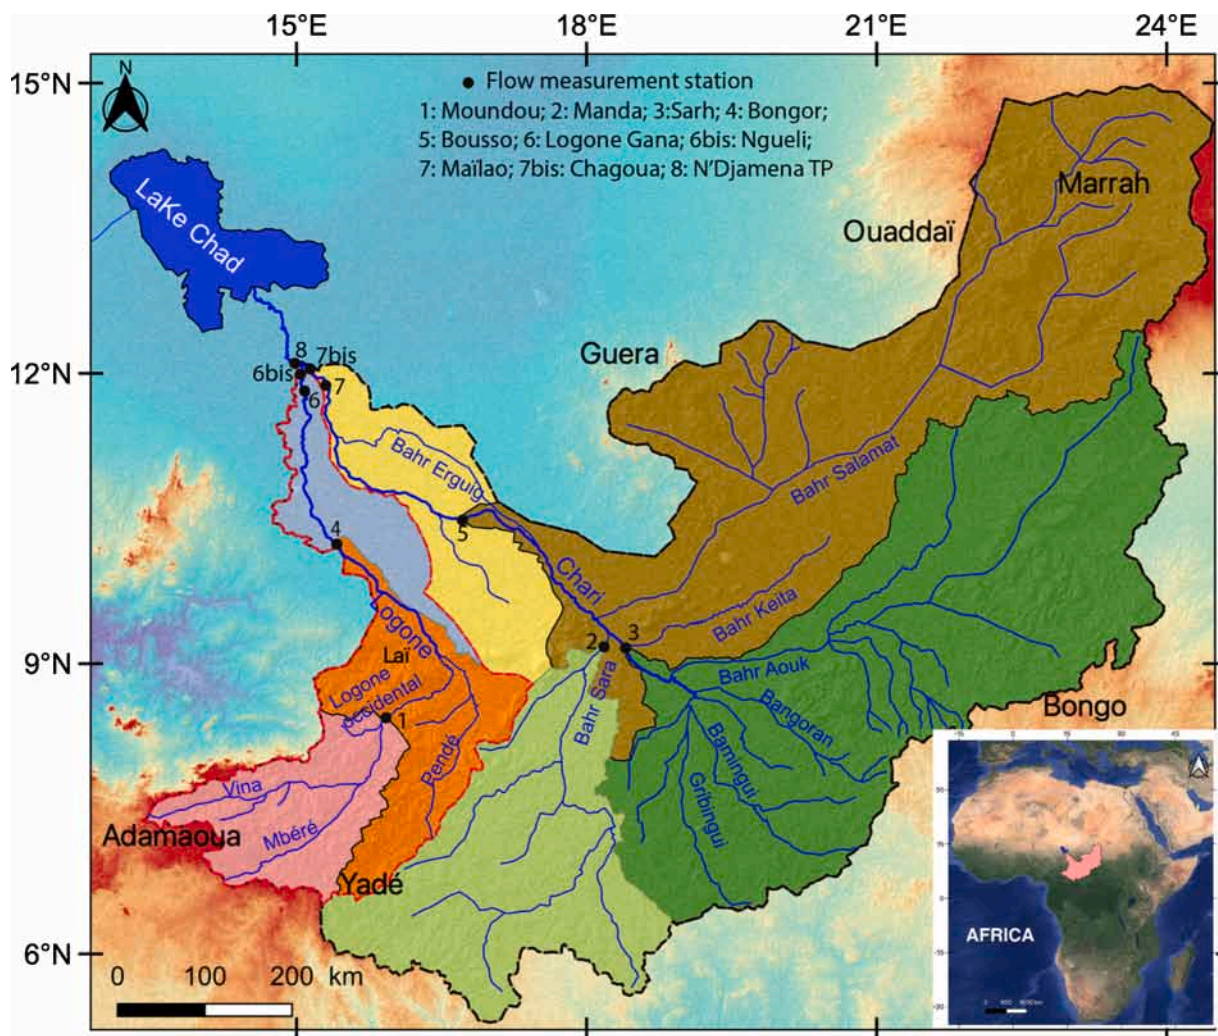 15°E 18°E 21°E 24°E
15°N
N
Flow measurement station
1: Moundou; 2: Manda; 3:Sarh; 4: Bongor;
5: Bousso; 6: Logone Gana; 6bis: Ngueli;
7: Maïlao; 7bis: Chagoua; 8: N'Djamena TP
Marrah
LaKe Chad
Ouaddaï
8 7bis
Guera
12°N
6bis
7
6
Bahr Erguig
Bahr Salamat
5
4
Chari
Bahr Keita
Logone
2 3
9°N
Laï
Bahr Aouk
Logone
occidental
Bahr Sara
Bangoran
Bongo
1
Pendé
Bamingui
Gribingui
Vina
Adamaoua
Mbéré
Yadé
6°N
0 100 200 km
AFRICA